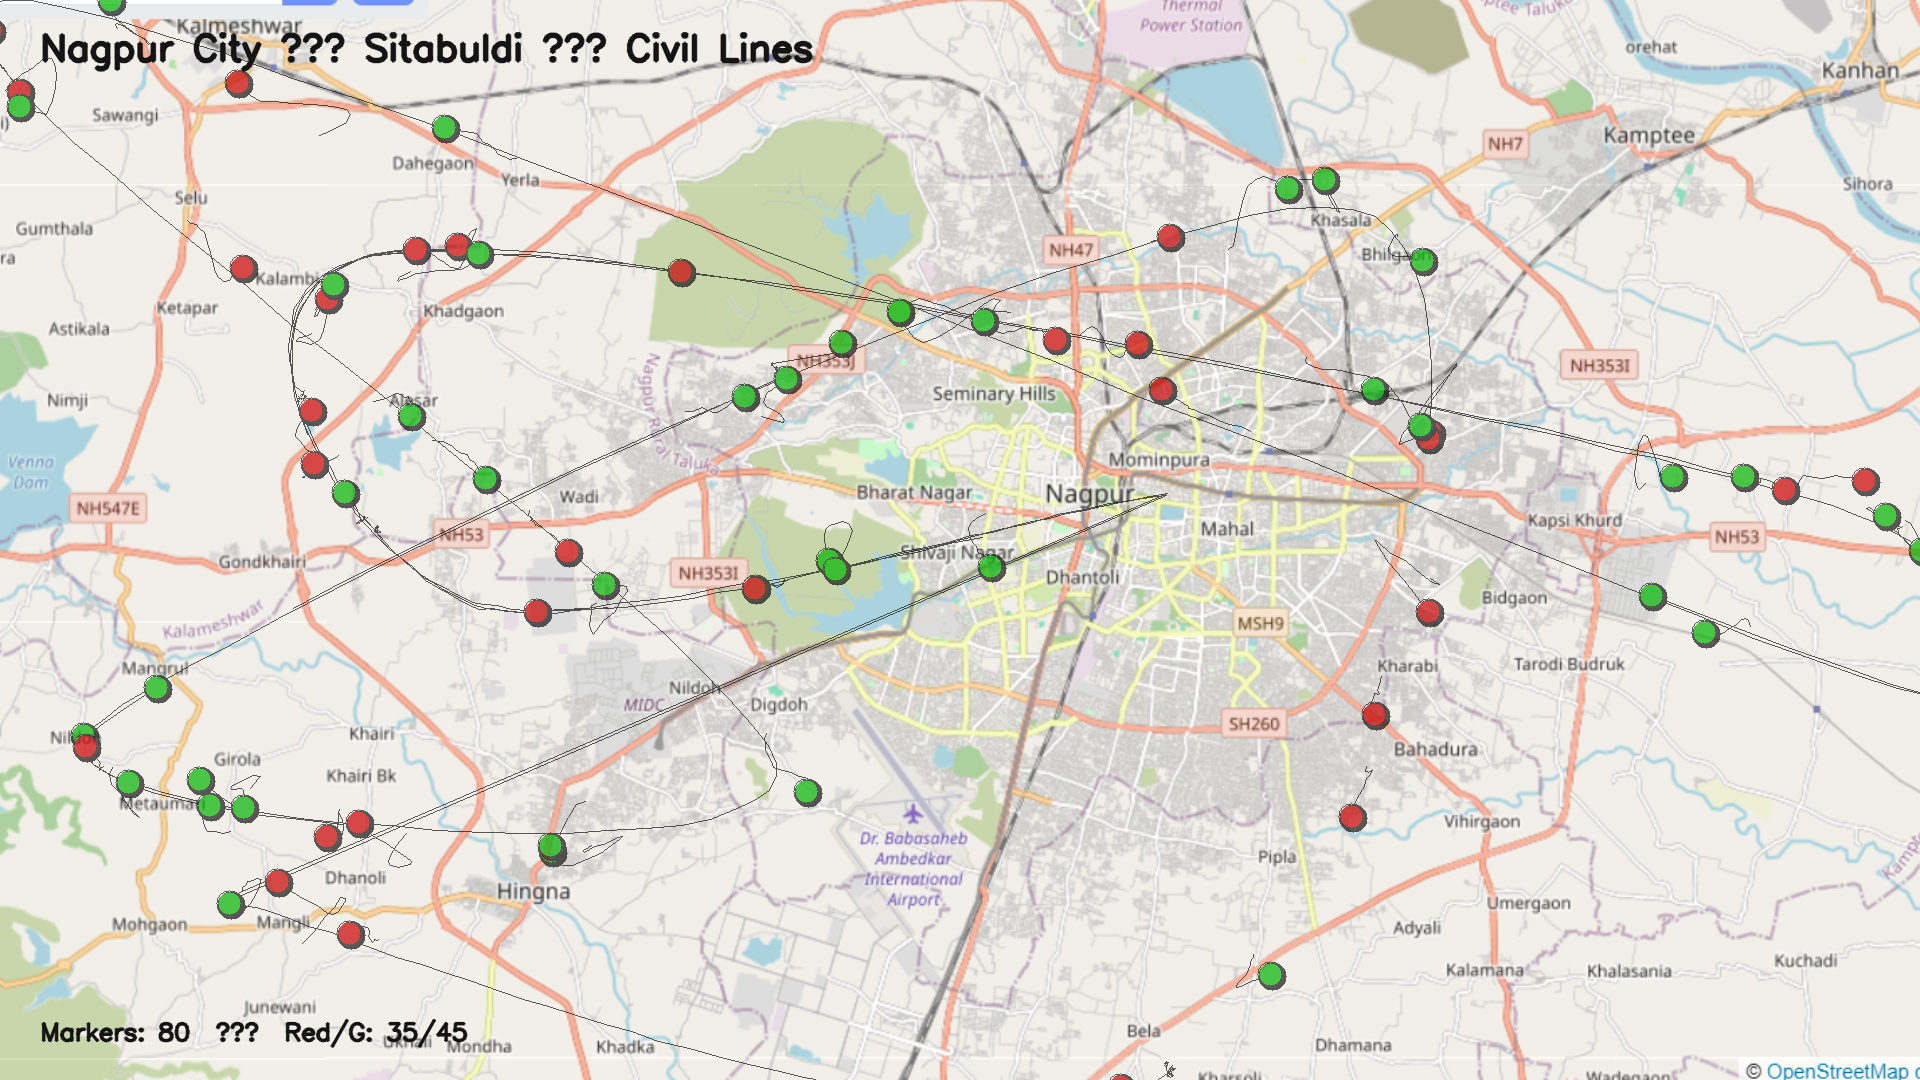 Thermal
Power Station
ptee Taluka
Kalmeshwar
Nagpur City ??? Sitabuldi ??? Civil Lines
orehat
Kanhan
Sawangi
Kamptee
NH7
Dahegaon
Yerla
Selu
Sihora
Gumthala
Khasala
NH47
Bhilgaon
Kalambi
Ketapar
Khadgaon
Astikala
NH353J
NH353I
Seminary Hills
Nimji
Alesar
Nagpur Rural Taluka
Mominpura
Venna
Dam
Wadi
Bharat Nagar
Nagpur
NH547E
Kapsi Khurd
Mahal
NH53
NH53
Gondkhairi
Shivaji Nagar
NH353I
Dhantoli
Bidgaon
Kalameshwar
MSH9
Mangrul
Kharabi
Tarodi Budruk
Nildoh
MIDC
Digdoh
SH260
Khairi
Bahadura
Girola
Khairi Bk
Metaumari
Vihirgaon
Dr. Babasaheb
Ambedkar
International
Airport
Pipla
Dhanoli
Hingna
Umergaon
Mohgaon
Mangli
Adyali
Kuchadi
Kalamana
Khalasania
Junewani
Markers: 80 ??? Red/G: 35/45
Bela
Mondha
Khadka
Dhamana
© OpenStreetMap c
Kharsoli
Wadegaon